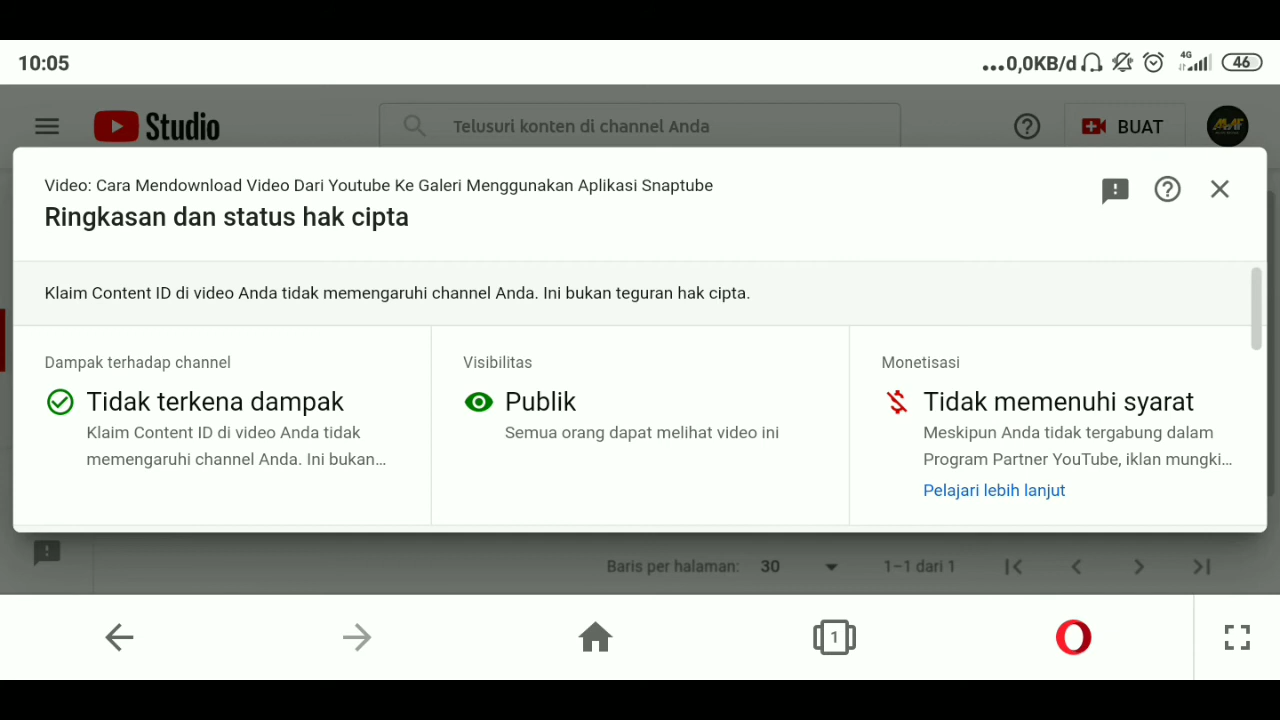 10:05
...0,0KB/d
4G
46
Studio
Telusuri konten di channel Anda
BUAT
Video: Cara Mendownload Video Dari Youtube Ke Galeri Menggunakan Aplikasi Snaptube
Ringkasan dan status hak cipta
Klaim Content ID di video Anda tidak memengaruhi channel Anda. Ini bukan teguran hak cipta.
Dampak terhadap channel
Tidak terkena dampak
Klaim Content ID di video Anda tidak
memengaruhi channel Anda. Ini bukan...
Visibilitas
Publik
Semua orang dapat melihat video ini
Monetisasi
Tidak memenuhi syarat
Meskipun Anda tidak tergabung dalam
Program Partner YouTube, iklan mungki...
Pelajari lebih lanjut
Baris per halaman: 30
1–1 dari 1
1